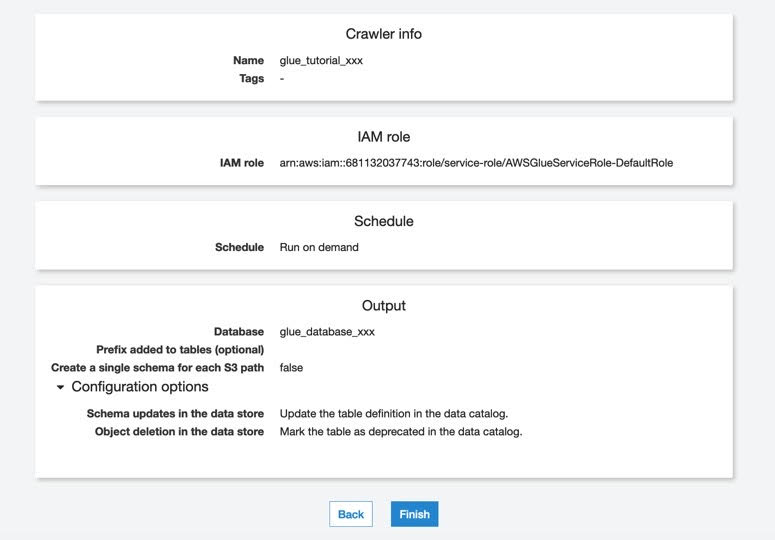 Crawler info
Name glue_tutorial_xxx
Tags -
IAM role
IAM role arn:aws:iam::681132037743:role/service-role/AWSGlueServiceRole-DefaultRole
Schedule
Schedule Run on demand
Output
Database glue_database_xxx
Prefix added to tables (optional)
Create a single schema for each S3 path false
Configuration options
Schema updates in the data store Update the table definition in the data catalog.
Object deletion in the data store Mark the table as deprecated in the data catalog.
Back Finish